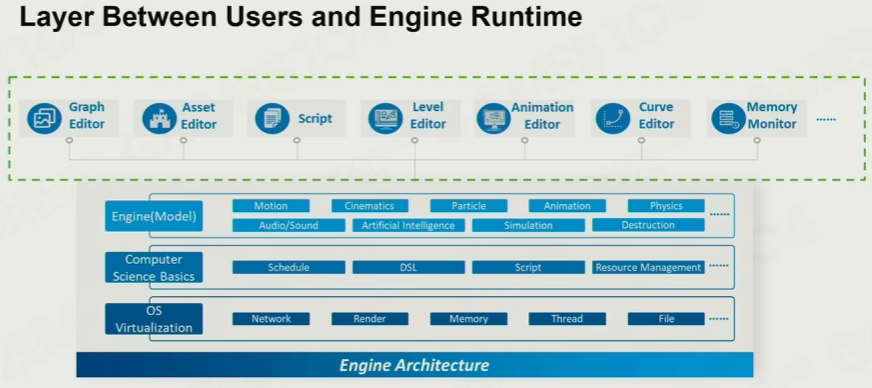 Layer Between Users and Engine Runtime
Graph
Editor
Asset
Editor
Script
Level
Editor
Animation
Editor
Curve
Editor
Memory
Monitor
......
Engine(Model)
Motion
Cinematics
Particle
Animation
Physics
Audio/Sound
Artificial Intelligence
Simulation
Destruction
......
Computer
Science Basics
Schedule
DSL
Script
Resource Management
......
OS
Virtualization
Network
Render
Memory
Thread
File
......
Engine Architecture